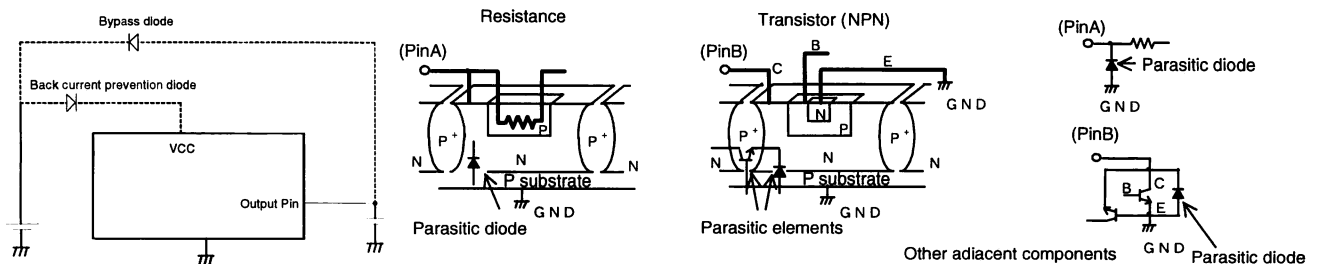 Bypass diode
Back current prevention diode
VCC
Output Pin
Resistance
(PinA)
P+
P
P+
N
N
N
P substrate
GND
Parasitic diode
Transistor (NPN)
(PinB)
C
B
E
GND
P+
N
P
P+
N
N
N
P substrate
GND
Parasitic elements
(PinA)
Parasitic diode
GND
(PinB)
B
C
E
GND
Other adiacent components
Parasitic diode